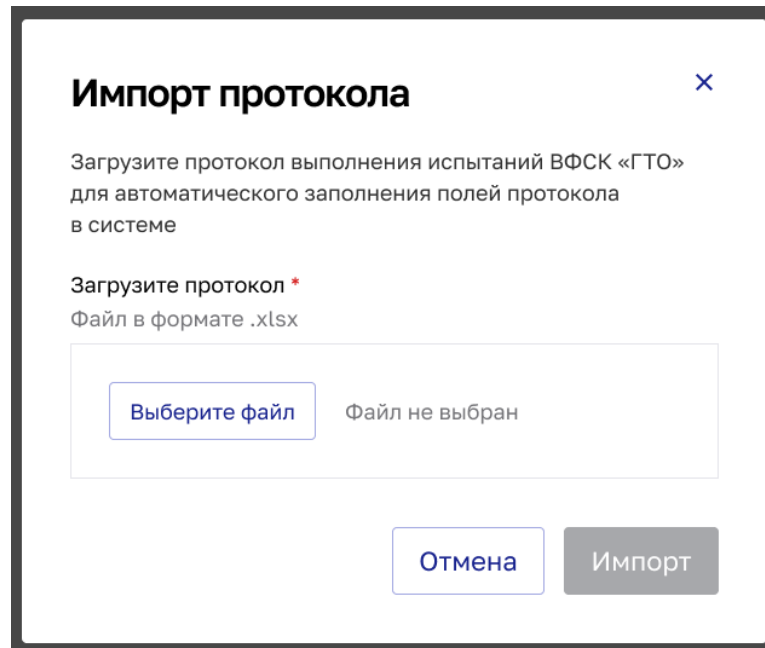 Импорт протокола
Загрузите протокол выполнения испытаний ВФСК «ГТО»
для автоматического заполнения полей протокола
в системе
Загрузите протокол *
Файл в формате .xlsx
Выберите файл Файл не выбран
Отмена Импорт